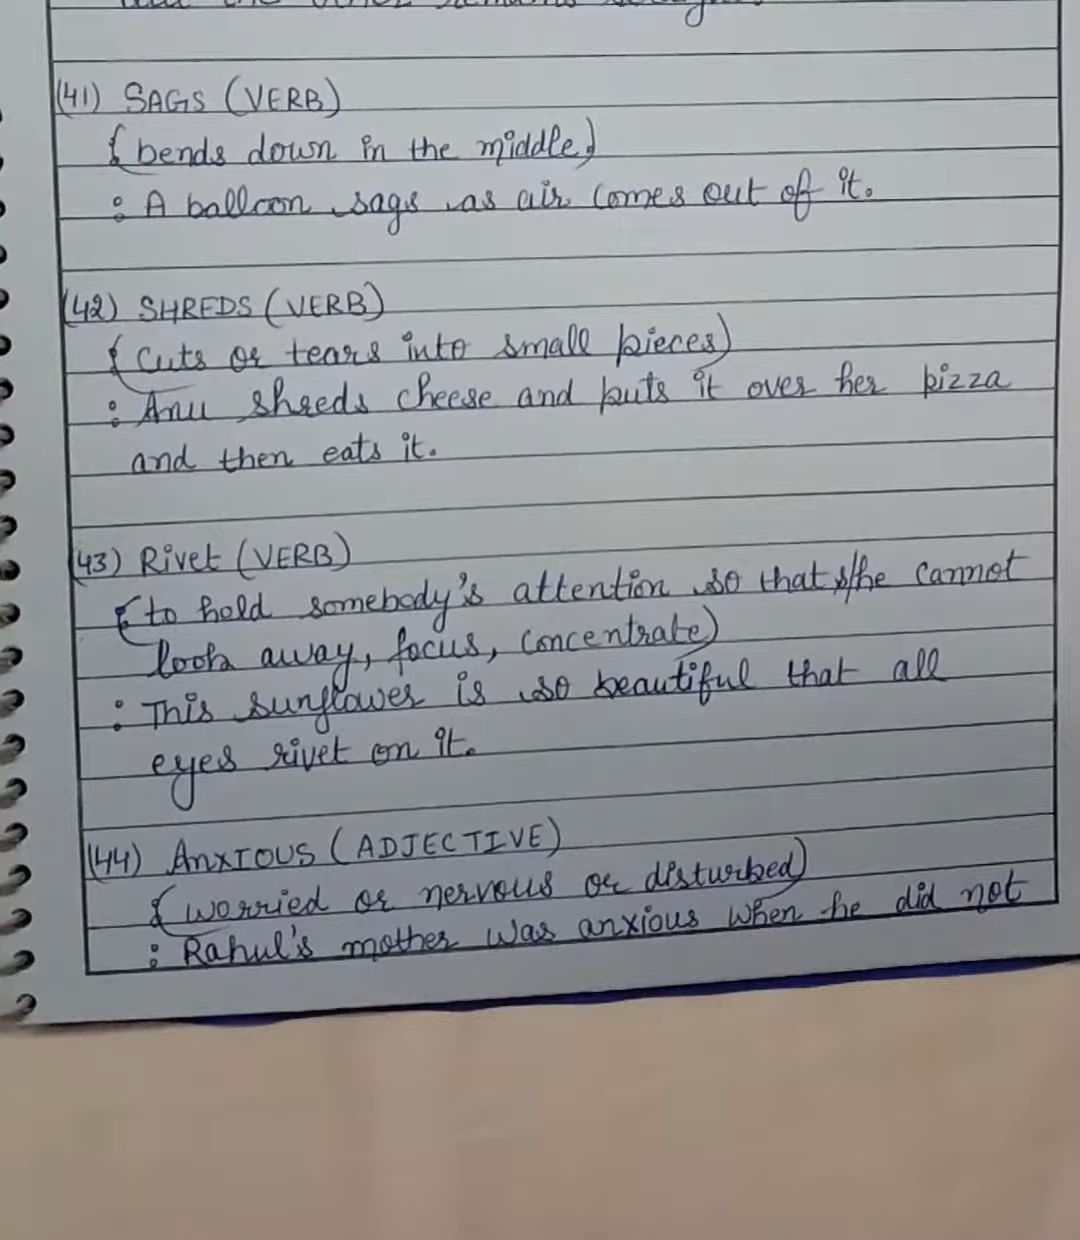 (41) SAGS (VERB)
(bends down in the middle)
: A balloon sags as air comes out of it.
(42) SHREDS (VERB)
(cuts or tears into small pieces)
: Anu shreds cheese and puts it over her pizza
and then eats it.
(43) Rivet (VERB)
(to hold somebody's attention so that s/he cannot
look away, focus, concentrate)
: This sunflower is so beautiful that all
eyes rivet on it.
(44) ANXIOUS (ADJECTIVE)
(worried or nervous or disturbed)
: Rahul's mother was anxious when he did not